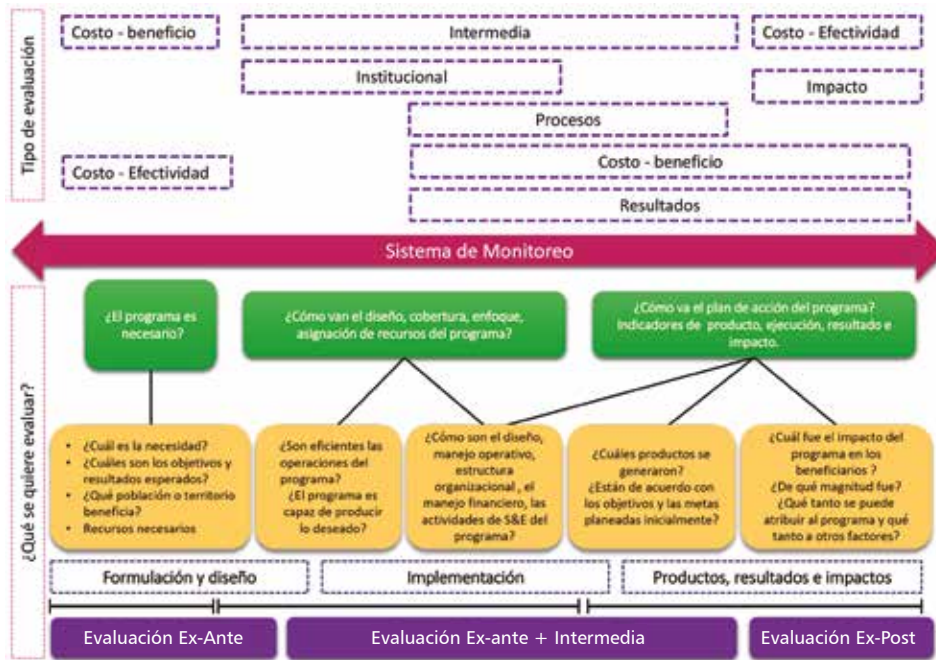 Tipo de evaluación
Costo - beneficio
Intermedia
Costo - Efectividad
Institucional
Impacto
Procesos
Costo - Efectividad
Costo - beneficio
Resultados
Sistema de Monitoreo
¿Qué se quiere evaluar?
¿El programa es
necesario?
¿Cómo van el diseño, cobertura, enfoque,
asignación de recursos del programa?
¿Cómo va el plan de acción del programa?
Indicadores de producto, ejecución, resultado e
impacto.
• ¿Cuál es la necesidad?
• ¿Cuáles son los objetivos y
resultados esperados?
• ¿Qué población o territorio
beneficia?
• Recursos necesarios
¿Son eficientes las
operaciones del
programa?
¿El programa es
capaz de producir
lo deseado?
¿Cómo son el diseño,
manejo operativo,
estructura
organizacional , el
manejo financiero, las
actividades de S&E del
programa?
¿Cuáles productos se
generaron?
¿Están de acuerdo con
los objetivos y las metas
planeadas inicialmente?
¿Cuál fue el impacto del
programa en los
beneficiarios ?
¿De qué magnitud fue?
¿Qué tanto se puede
atribuir al programa y qué
tanto a otros factores?
Formulación y diseño
Implementación
Productos, resultados e impactos
Evaluación Ex-Ante
Evaluación Ex-ante + Intermedia
Evaluación Ex-Post